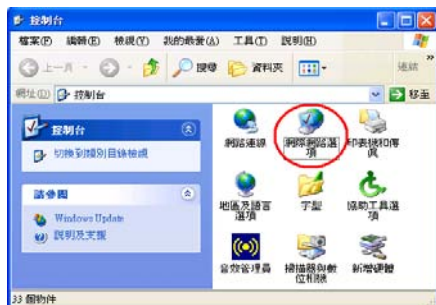 控制台
檔案(F) 編輯(E) 檢視(V) 我的最愛(A) 工具(T) 說明(H)
上一頁 搜尋 資料夾 連結
網址(D) 控制台 移至
控制台
切換到類別目錄檢視
請參閱
Windows Update
說明及支援
網路連線
網際網路選項
印表機和傳真
地區及語言選項
字型
協助工具選項
音效管理員
掃描器與數位相機
新增硬體
33 個物件